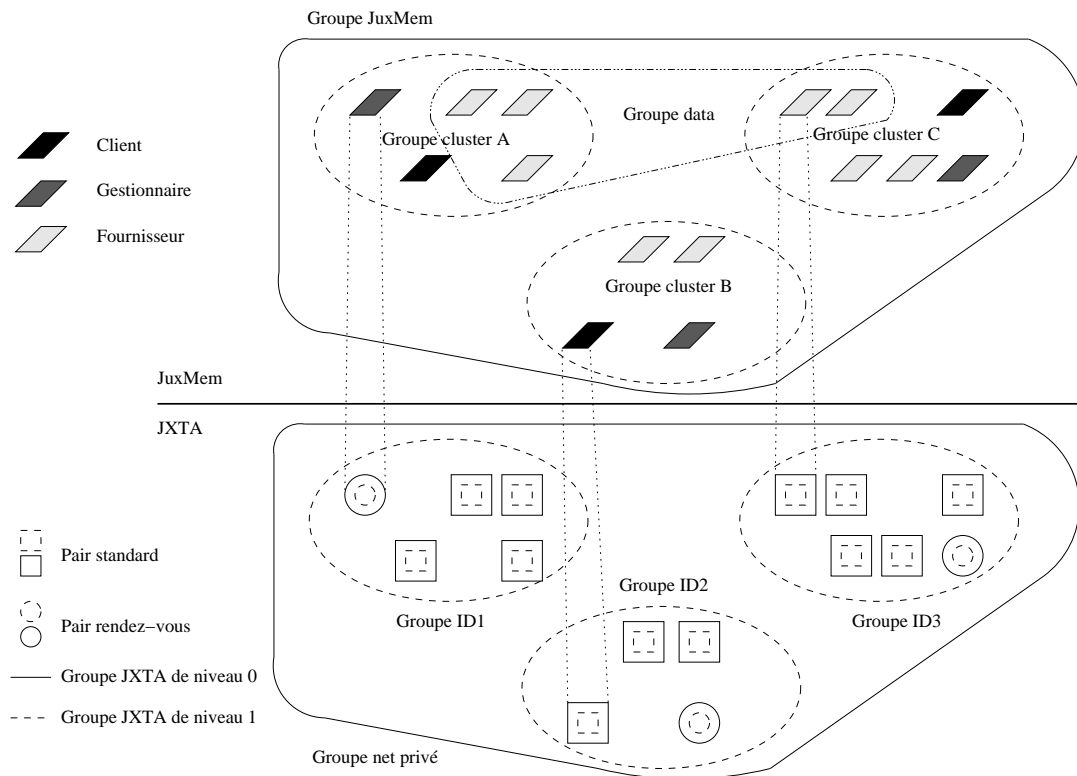 Groupe JuxMem
Groupe data
Groupe cluster A
Groupe cluster C
Client
Gestionnaire
Fournisseur
Groupe cluster B
JuxMem
JXTA
Pair standard
Groupe ID2
Groupe ID1
Groupe ID3
Pair rendez−vous
Groupe JXTA de niveau 0
Groupe JXTA de niveau 1
Groupe net privé